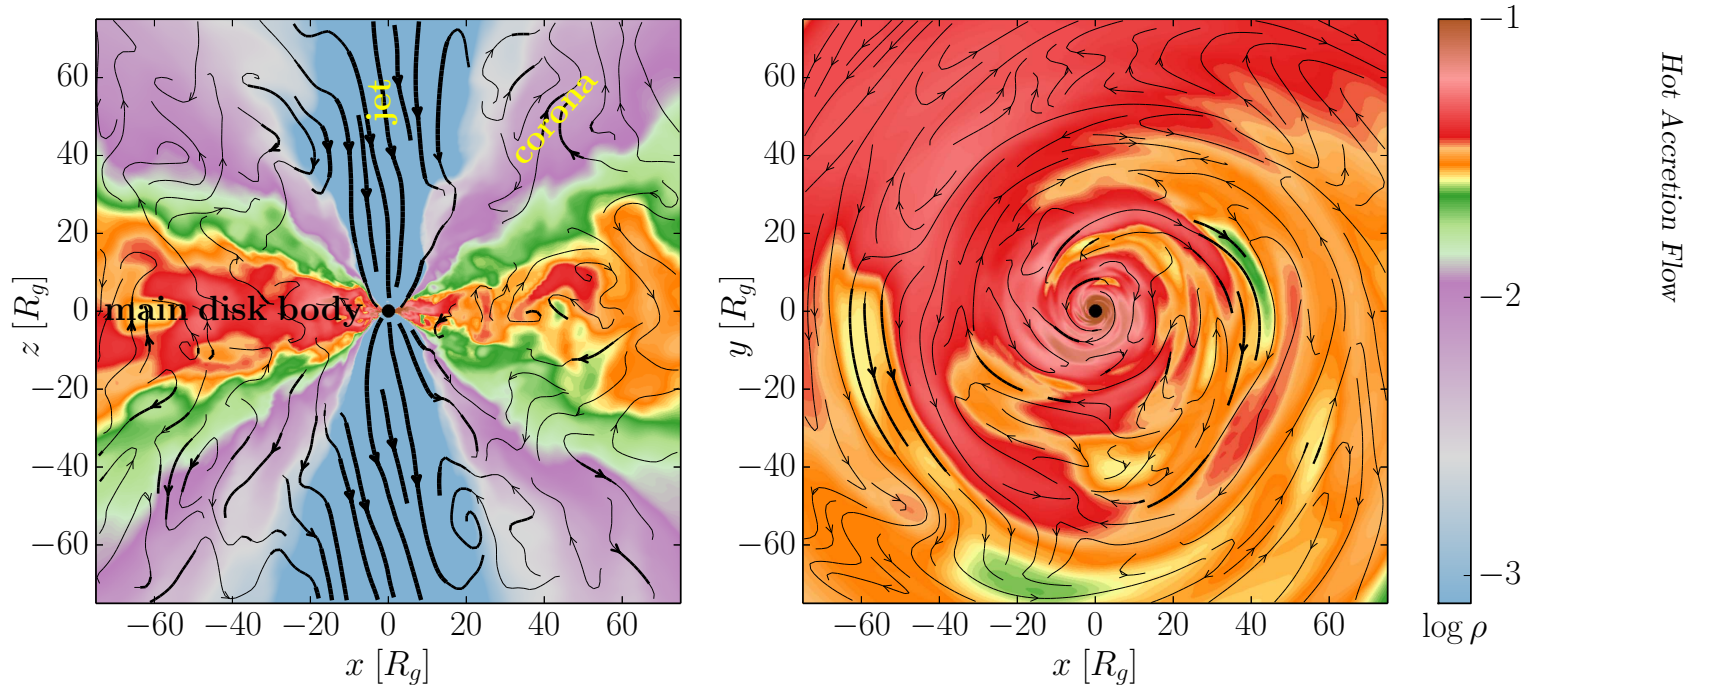 jet
corona
main disk body
60
40
20
0
−20
−40
−60
z [R_g]
−60 −40 −20 0 20 40 60
x [R_g]
60
40
20
0
−20
−40
−60
y [R_g]
−60 −40 −20 0 20 40 60
x [R_g]
−1
−2
−3
log ρ
Hot Accretion Flow